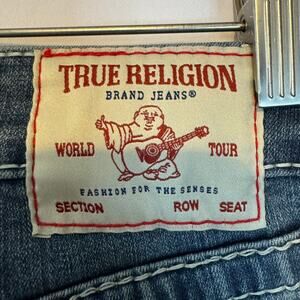 TRUE RELIGION
BRAND JEANS®
WORLD TOUR
FASHION FOR THE SENSES
SECTION ROW SEAT